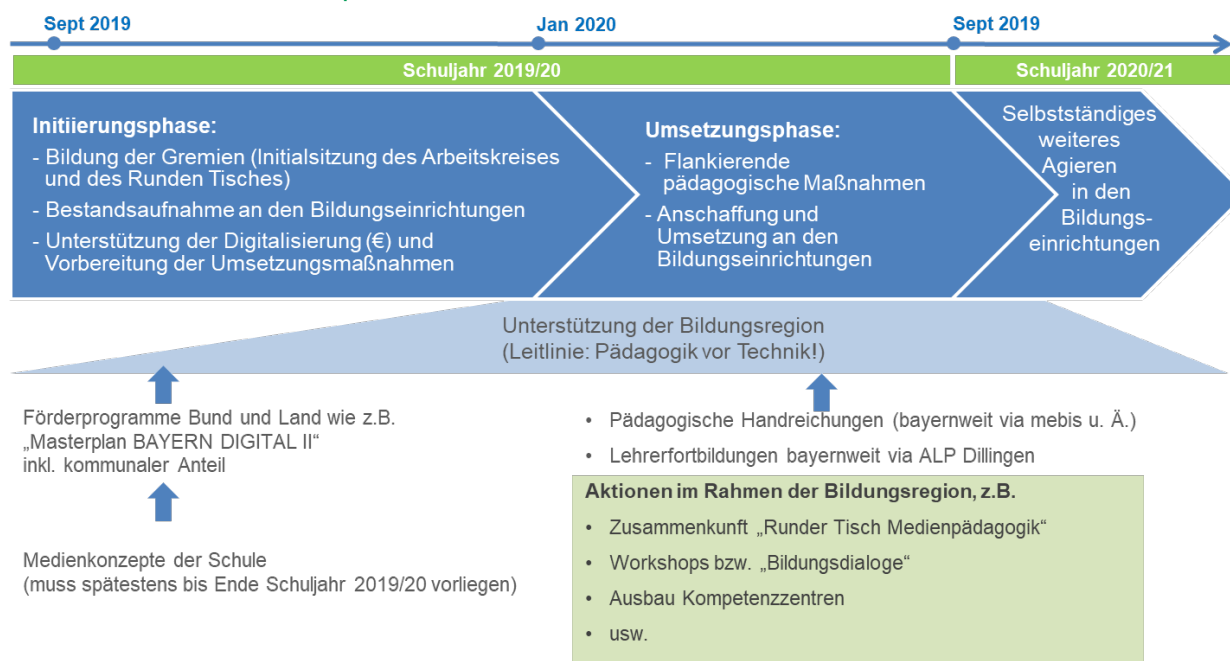 Sept 2019
Jan 2020
Sept 2019
Schuljahr 2019/20
Schuljahr 2020/21
Initiierungsphase:
- Bildung der Gremien (Initialsitzung des Arbeitskreises
und des Runden Tisches)
- Bestandsaufnahme an den Bildungseinrichtungen
- Unterstützung der Digitalisierung (€) und
Vorbereitung der Umsetzungsmaßnahmen
Umsetzungsphase:
- Flankierende
pädagogische Maßnahmen
- Anschaffung und
Umsetzung an den
Bildungseinrichtungen
Selbstständiges
weiteres
Agieren
in den
Bildungs-
einrichtungen
Unterstützung der Bildungsregion
(Leitlinie: Pädagogik vor Technik!)
Förderprogramme Bund und Land wie z.B.
„Masterplan BAYERN DIGITAL II“
inkl. kommunaler Anteil
Medienkonzepte der Schule
(muss spätestens bis Ende Schuljahr 2019/20 vorliegen)
• Pädagogische Handreichungen (bayernweit via mebis u. Ä.)
• Lehrerfortbildungen bayernweit via ALP Dillingen
Aktionen im Rahmen der Bildungsregion, z.B.
• Zusammenkunft „Runder Tisch Medienpädagogik“
• Workshops bzw. „Bildungsdialoge“
• Ausbau Kompetenzzentren
• usw.